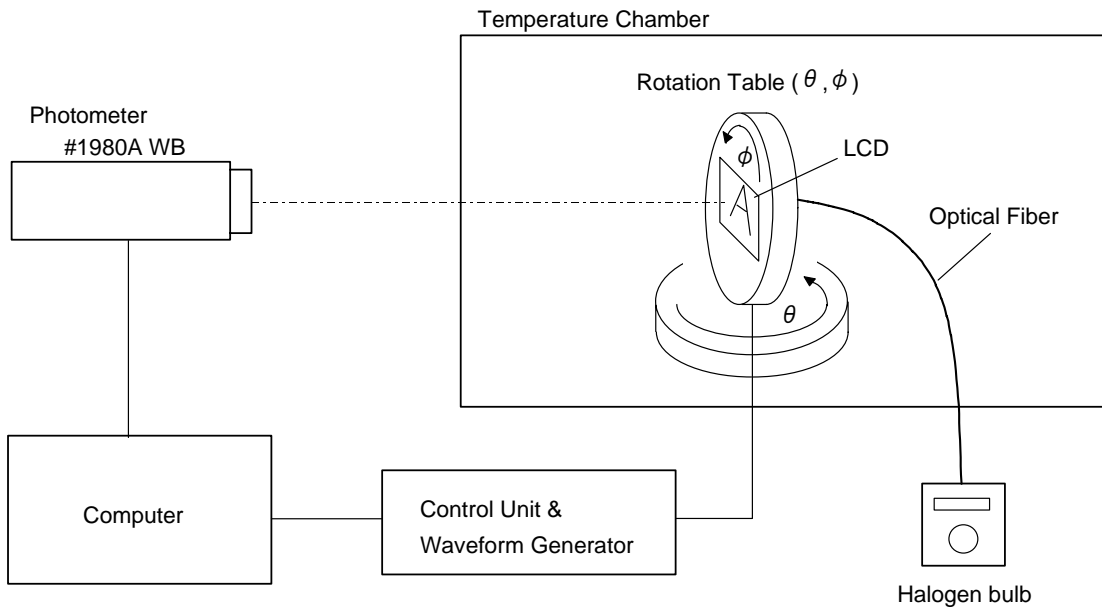 Temperature Chamber
Rotation Table ( θ , φ )
Photometer
#1980A WB
φ
LCD
A
Optical Fiber
θ
Computer
Control Unit &
Waveform Generator
Halogen bulb